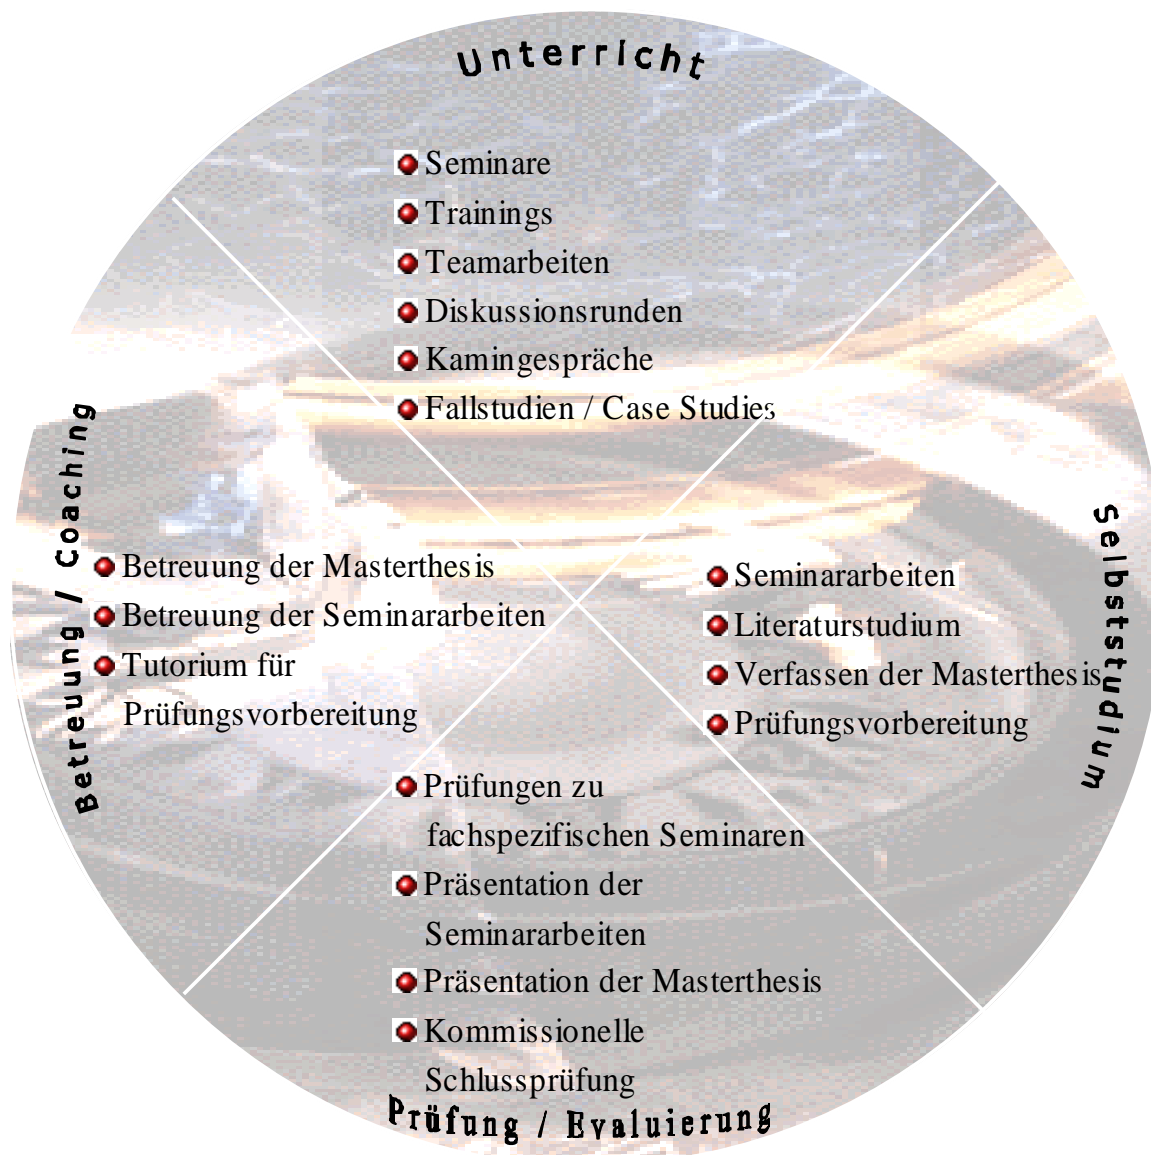 Unterricht
Seminare
Trainings
Teamarbeiten
Diskussionsrunden
Kamingespräche
Fallstudien / Case Studies
Betreuung / Coaching
Betreuung der Masterthesis
Betreuung der Seminararbeiten
Tutorium für
Prüfungsvorbereitung
Selbststudium
Seminararbeiten
Literaturstudium
Verfassen der Masterthesis
Prüfungsvorbereitung
Prüfungen zu
fachspezifischen Seminaren
Präsentation der
Seminararbeiten
Präsentation der Masterthesis
Kommissionelle
Schlussprüfung
Prüfung / Evaluierung